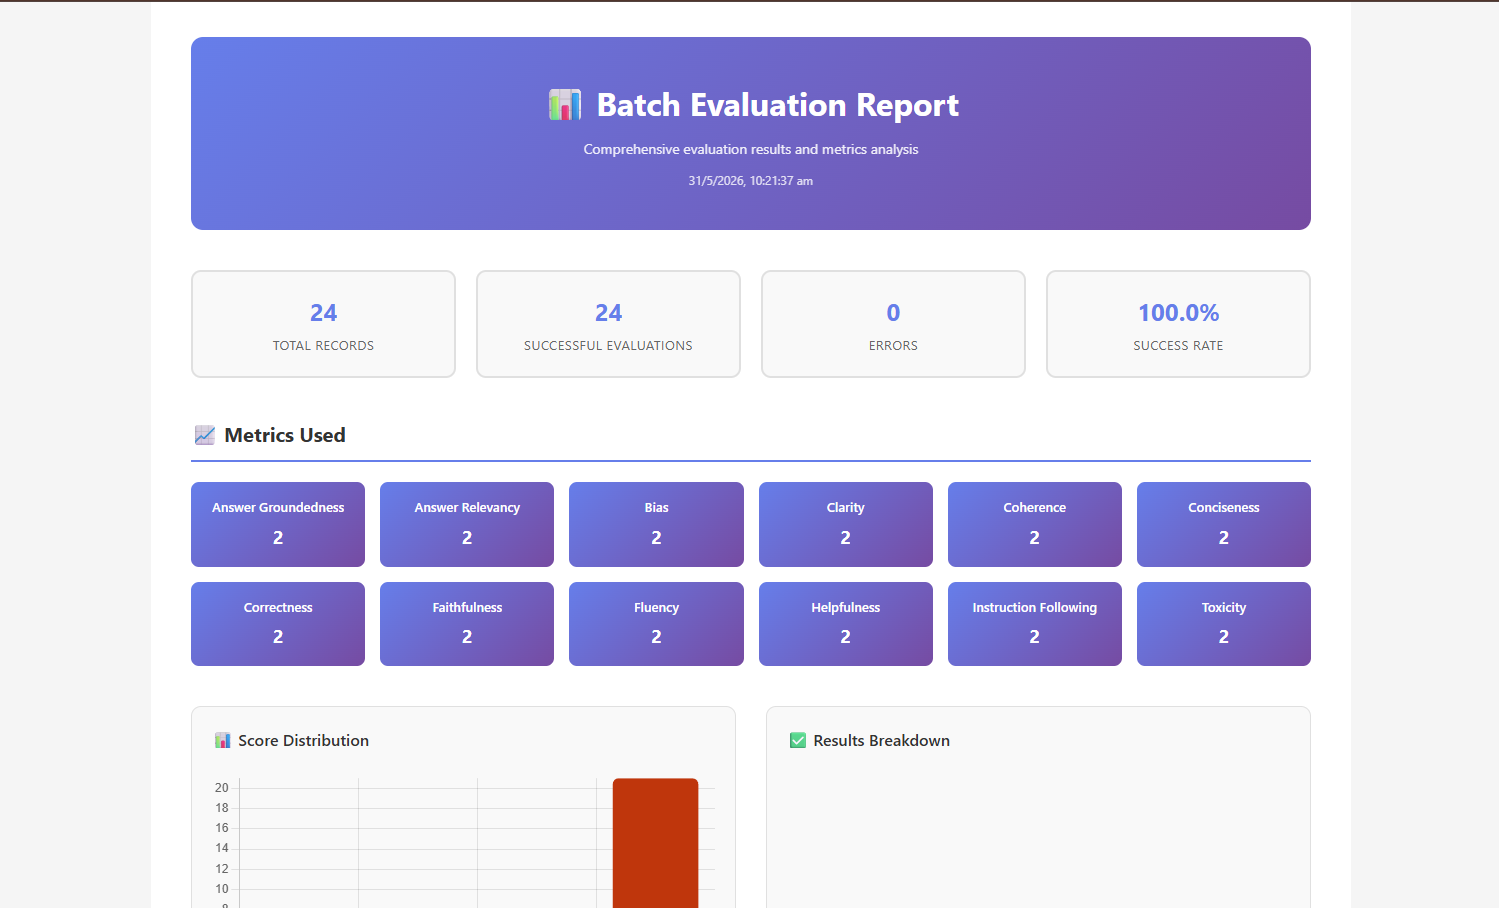 Batch Evaluation Report
Comprehensive evaluation results and metrics analysis
31/5/2026, 10:21:37 am
24
TOTAL RECORDS
24
SUCCESSFUL EVALUATIONS
0
ERRORS
100.0%
SUCCESS RATE
Metrics Used
Answer Groundedness
2
Answer Relevancy
2
Bias
2
Clarity
2
Coherence
2
Conciseness
2
Correctness
2
Faithfulness
2
Fluency
2
Helpfulness
2
Instruction Following
2
Toxicity
2
Score Distribution
20
18
16
14
12
10
Results Breakdown